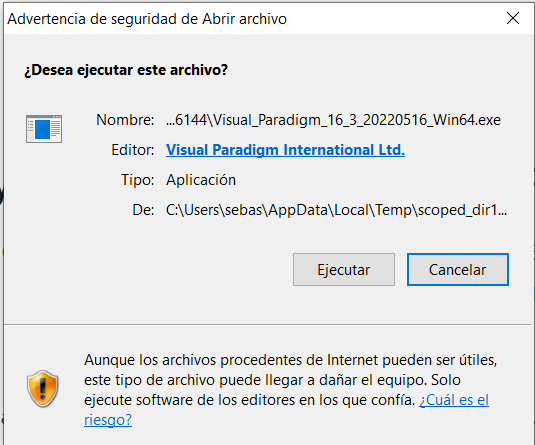 Advertencia de seguridad de Abrir archivo
¿Desea ejecutar este archivo?
Nombre: ...6144\Visual_Paradigm_16_3_20220516_Win64.exe
Editor: Visual Paradigm International Ltd.
Tipo: Aplicación
De: C:\Users\sebas\AppData\Local\Temp\scoped_dir1...
Ejecutar Cancelar
Aunque los archivos procedentes de Internet pueden ser útiles,
este tipo de archivo puede llegar a dañar el equipo. Solo
ejecute software de los editores en los que confía. ¿Cuál es el
riesgo?